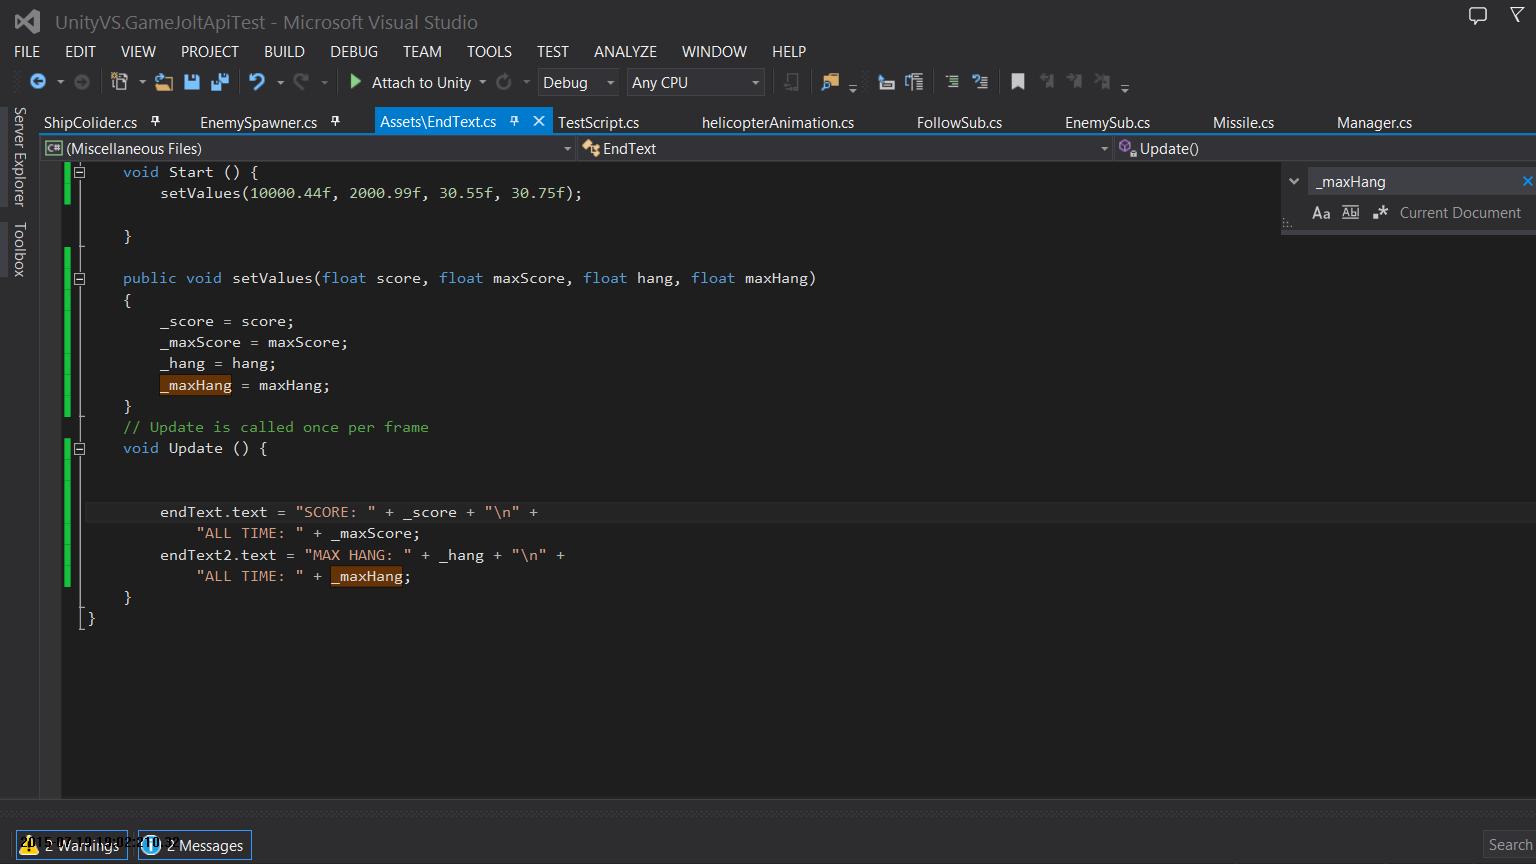 UnityVS.GameJoltApiTest - Microsoft Visual Studio
FILE EDIT VIEW PROJECT BUILD DEBUG TEAM TOOLS TEST ANALYZE WINDOW HELP
Attach to Unity Debug Any CPU
Server Explorer
Toolbox
ShipColider.cs EnemySpawner.cs Assets\EndText.cs TestScript.cs helicopterAnimation.cs FollowSub.cs EnemySub.cs Missile.cs Manager.cs
C# (Miscellaneous Files) EndText Update()
_maxHang
Aa Abl .* Current Document
void Start () {
setValues(10000.44f, 2000.99f, 30.55f, 30.75f);
}
public void setValues(float score, float maxScore, float hang, float maxHang)
{
_score = score;
_maxScore = maxScore;
_hang = hang;
_maxHang = maxHang;
}
// Update is called once per frame
void Update () {
endText.text = "SCORE: " + _score + "\n" +
"ALL TIME: " + _maxScore;
endText2.text = "MAX HANG: " + _hang + "\n" +
"ALL TIME: " + _maxHang;
}
}
2 Warnings 2 Messages
Search